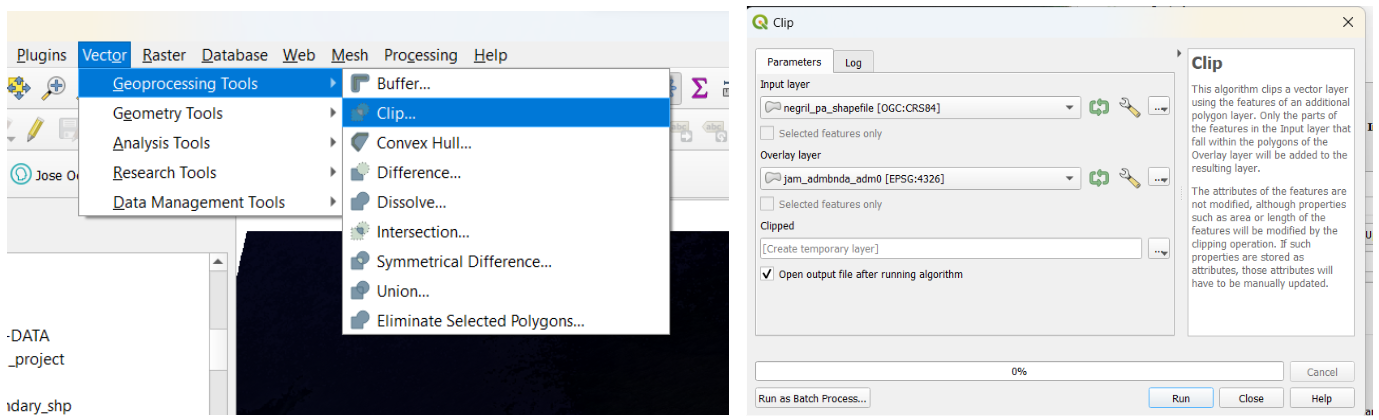 Plugins Vector Raster Database Web Mesh Processing Help
Geoprocessing Tools
Geometry Tools
Analysis Tools
Research Tools
Data Management Tools
Buffer...
Clip...
Convex Hull...
Difference...
Dissolve...
Intersection...
Symmetrical Difference...
Union...
Eliminate Selected Polygons...
Jose O
-DATA
_project
ndary_shp
Clip
Parameters Log
Input layer
negril_pa_shapefile [OGC:CRS84]
Selected features only
Overlay layer
jam_admbnda_adm0 [EPSG:4326]
Selected features only
Clipped
[Create temporary layer]
Open output file after running algorithm
Clip
This algorithm clips a vector layer
using the features of an additional
polygon layer. Only the parts of
the features in the Input layer that
fall within the polygons of the
Overlay layer will be added to the
resulting layer.
The attributes of the features are
not modified, although properties
such as area or length of the
features will be modified by the
clipping operation. If such
properties are stored as
attributes, those attributes will
have to be manually updated.
0%
Cancel
Run as Batch Process...
Run Close Help